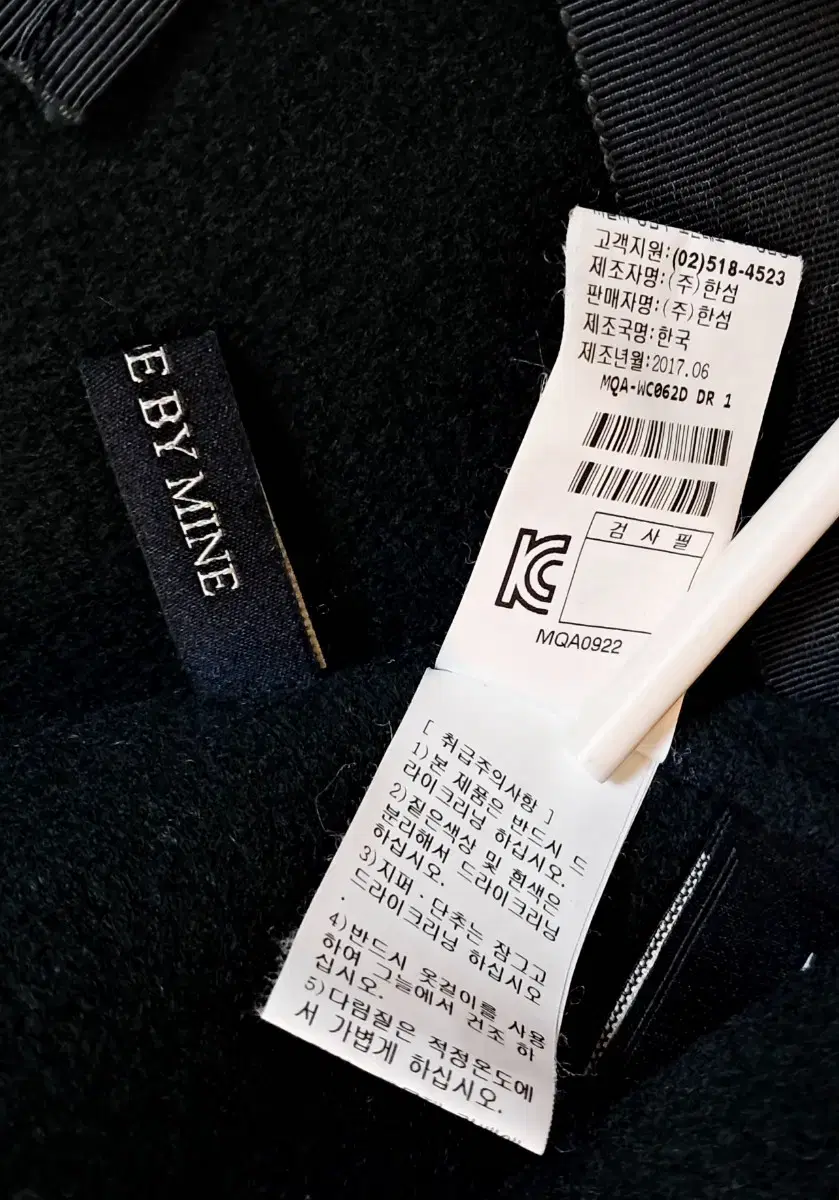 E BY MINE
고객지원:(02)518-4523
제조자명:(주)한섬
판매자명:(주)한섬
제조국명:한국
제조년월:2017.06
MQA-WC062D DR 1
검 사 필
MQA0922
[ 취급주의사항 ]
1)본 제품은 반드시 드
라이크리닝 하십시오.
2)짙은색상 및 흰색은
분리해서 드라이크리닝
하십시오.
3)지퍼·단추는 잠그고
드라이크리닝 하십시오
.
4)반드시 옷걸이를 사용
하여 그늘에서 건조 하
십시오.
5)다림질은 적정온도에
서 가볍게 하십시오.